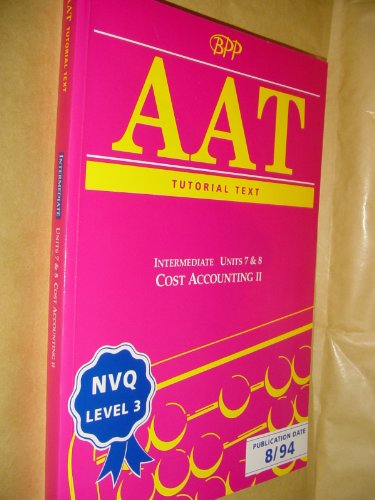 BPP
AAT
TUTORIAL TEXT
INTERMEDIATE UNITS 7 & 8
COST ACCOUNTING II
NVQ
LEVEL 3
PUBLICATION DATE
8/94
AAT
TUTORIAL TEXT
INTERMEDIATE
UNITS 7 & 8 COST ACCOUNTING II